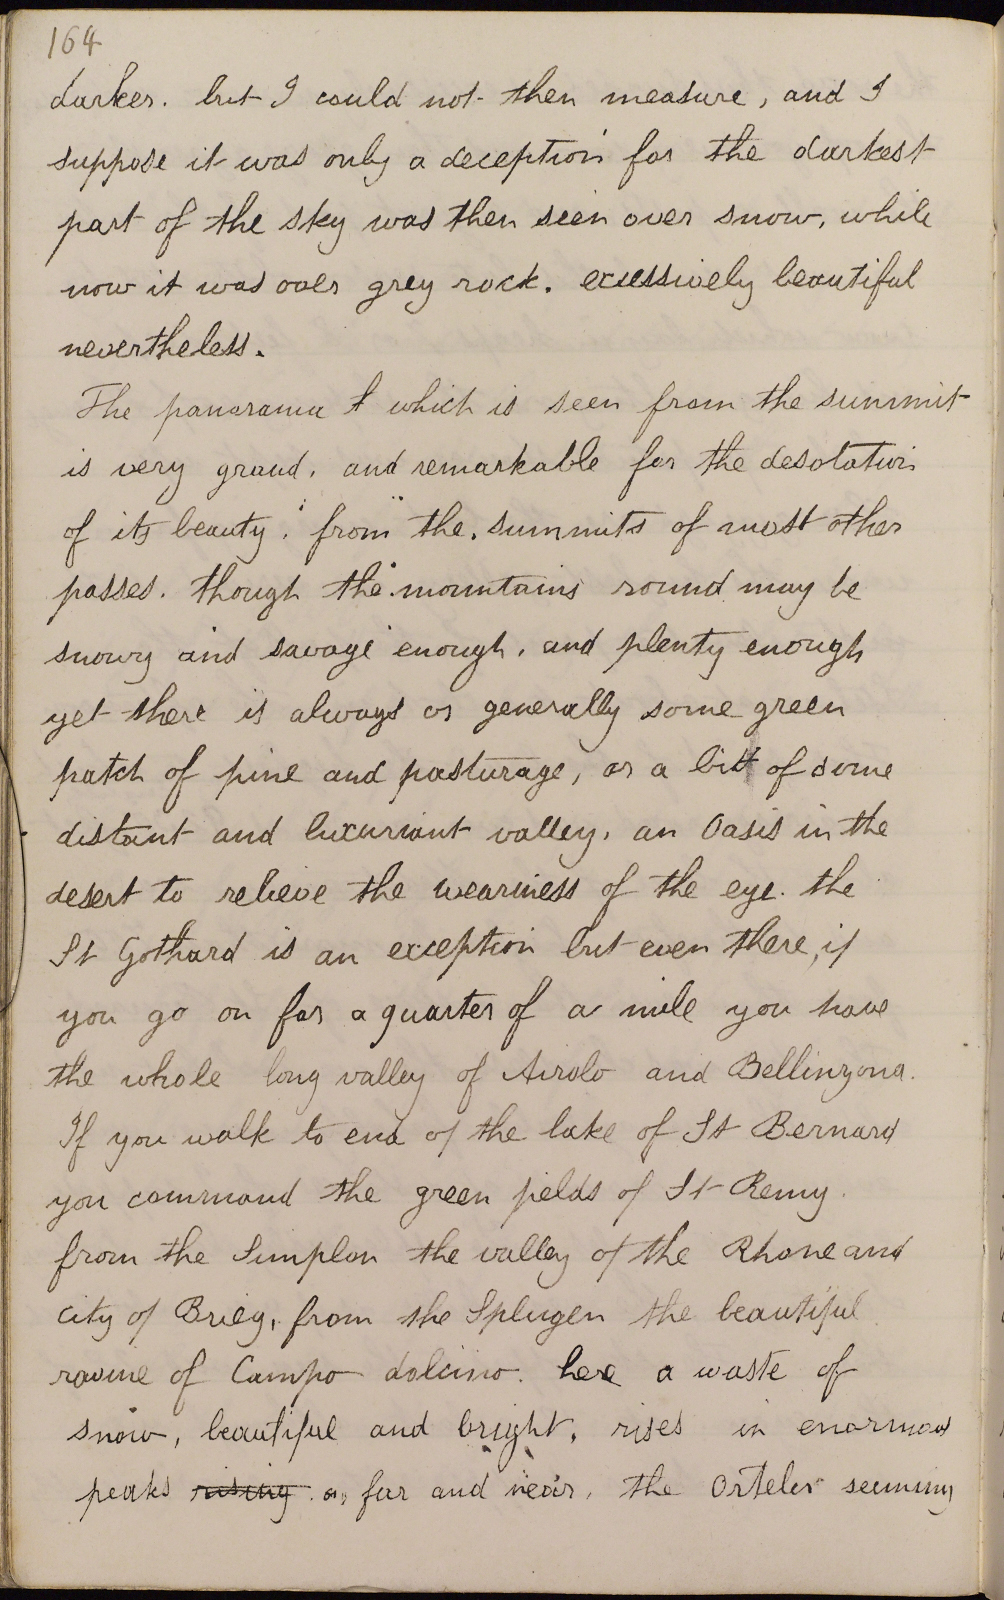 164
darker. but I could not then measure, and I
suppose it was only a deception for the darkest
part of the sky was then seen over snow, while
now it was over grey rock. excessively beautiful
nevertheless.
The panorama which is seen from the summit
is very grand, and remarkable for the desolation
of its beauty. from the summits of most other
passes. though the mountains round may be
snowy and savage enough, and plenty enough
yet there is always or generally some green
patch of pine and pasturage, or a bit of some
distant and luxuriant valley, an Oasis in the
desert to relieve the weariness of the eye. the
St Gothard is an exception but even there, if
you go on for a quarter of a mile you have
the whole long valley of Airolo and Bellinzona.
If you walk to end of the lake of St Bernard
you command the green fields of St Remy.
from the Simplon the valley of the Rhone and
city of Brieg, from the Splugen the beautiful
ravine of Campo dolcino. here a waste of
snow, beautiful and bright, rises in enormous
peaks rising far and near, the Orteler seeming